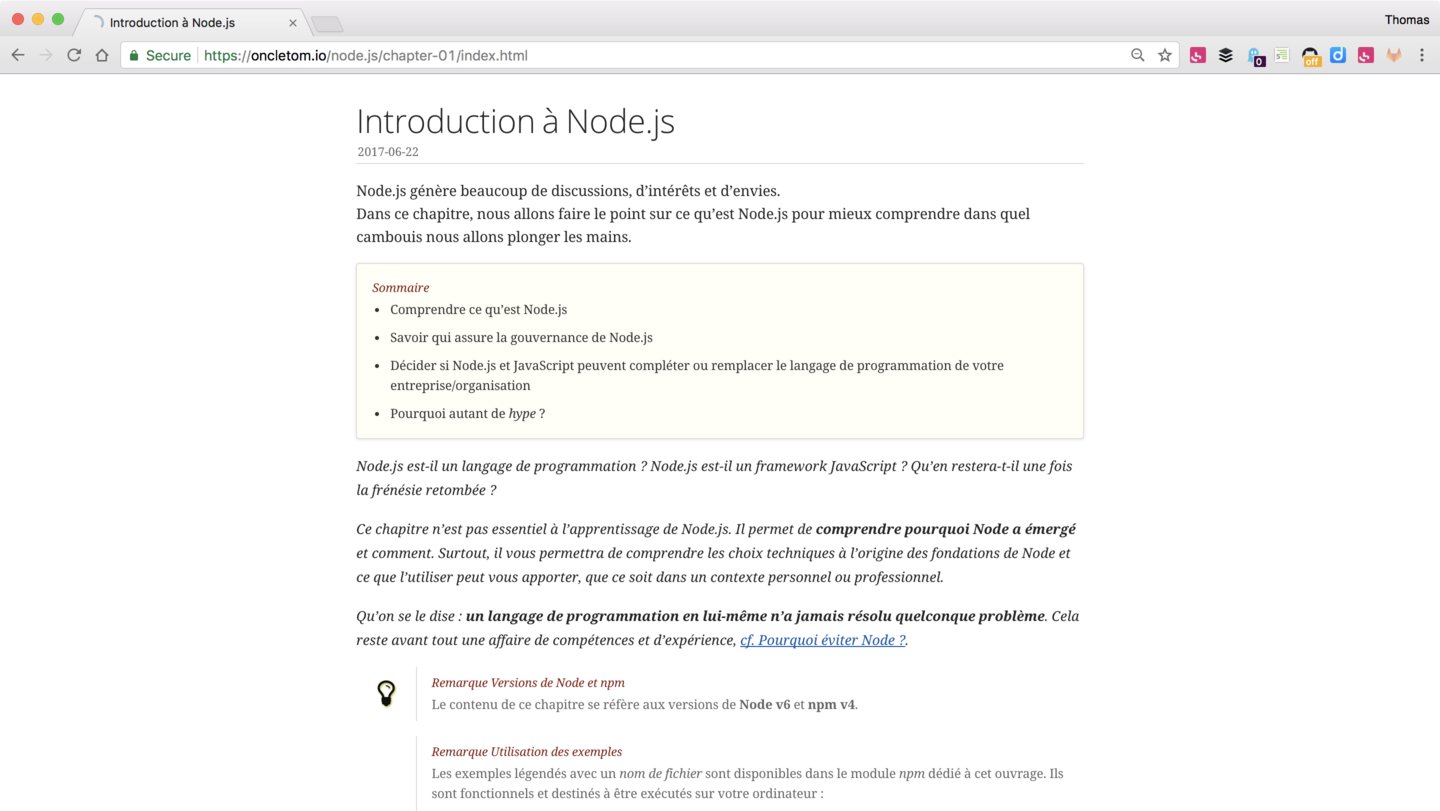 Introduction à Node.js
Thomas
Secure
https://oncletom.io/node.js/chapter-01/index.html
0
off
Introduction à Node.js
2017-06-22
Node.js génère beaucoup de discussions, d’intérêts et d’envies.
Dans ce chapitre, nous allons faire le point sur ce qu’est Node.js pour mieux comprendre dans quel
cambouis nous allons plonger les mains.
Sommaire
• Comprendre ce qu’est Node.js
• Savoir qui assure la gouvernance de Node.js
• Décider si Node.js et JavaScript peuvent compléter ou remplacer le langage de programmation de votre
entreprise/organisation
• Pourquoi autant de hype ?
Node.js est-il un langage de programmation ? Node.js est-il un framework JavaScript ? Qu’en restera-t-il une fois
la frénésie retombée ?
Ce chapitre n’est pas essentiel à l’apprentissage de Node.js. Il permet de comprendre pourquoi Node a émergé
et comment. Surtout, il vous permettra de comprendre les choix techniques à l’origine des fondations de Node et
ce que l’utiliser peut vous apporter, que ce soit dans un contexte personnel ou professionnel.
Qu’on se le dise : un langage de programmation en lui-même n’a jamais résolu quelconque problème. Cela
reste avant tout une affaire de compétences et d’expérience, cf. Pourquoi éviter Node ?.
Remarque Versions de Node et npm
Le contenu de ce chapitre se réfère aux versions de Node v6 et npm v4.
Remarque Utilisation des exemples
Les exemples légendés avec un nom de fichier sont disponibles dans le module npm dédié à cet ouvrage. Ils
sont fonctionnels et destinés à être exécutés sur votre ordinateur :